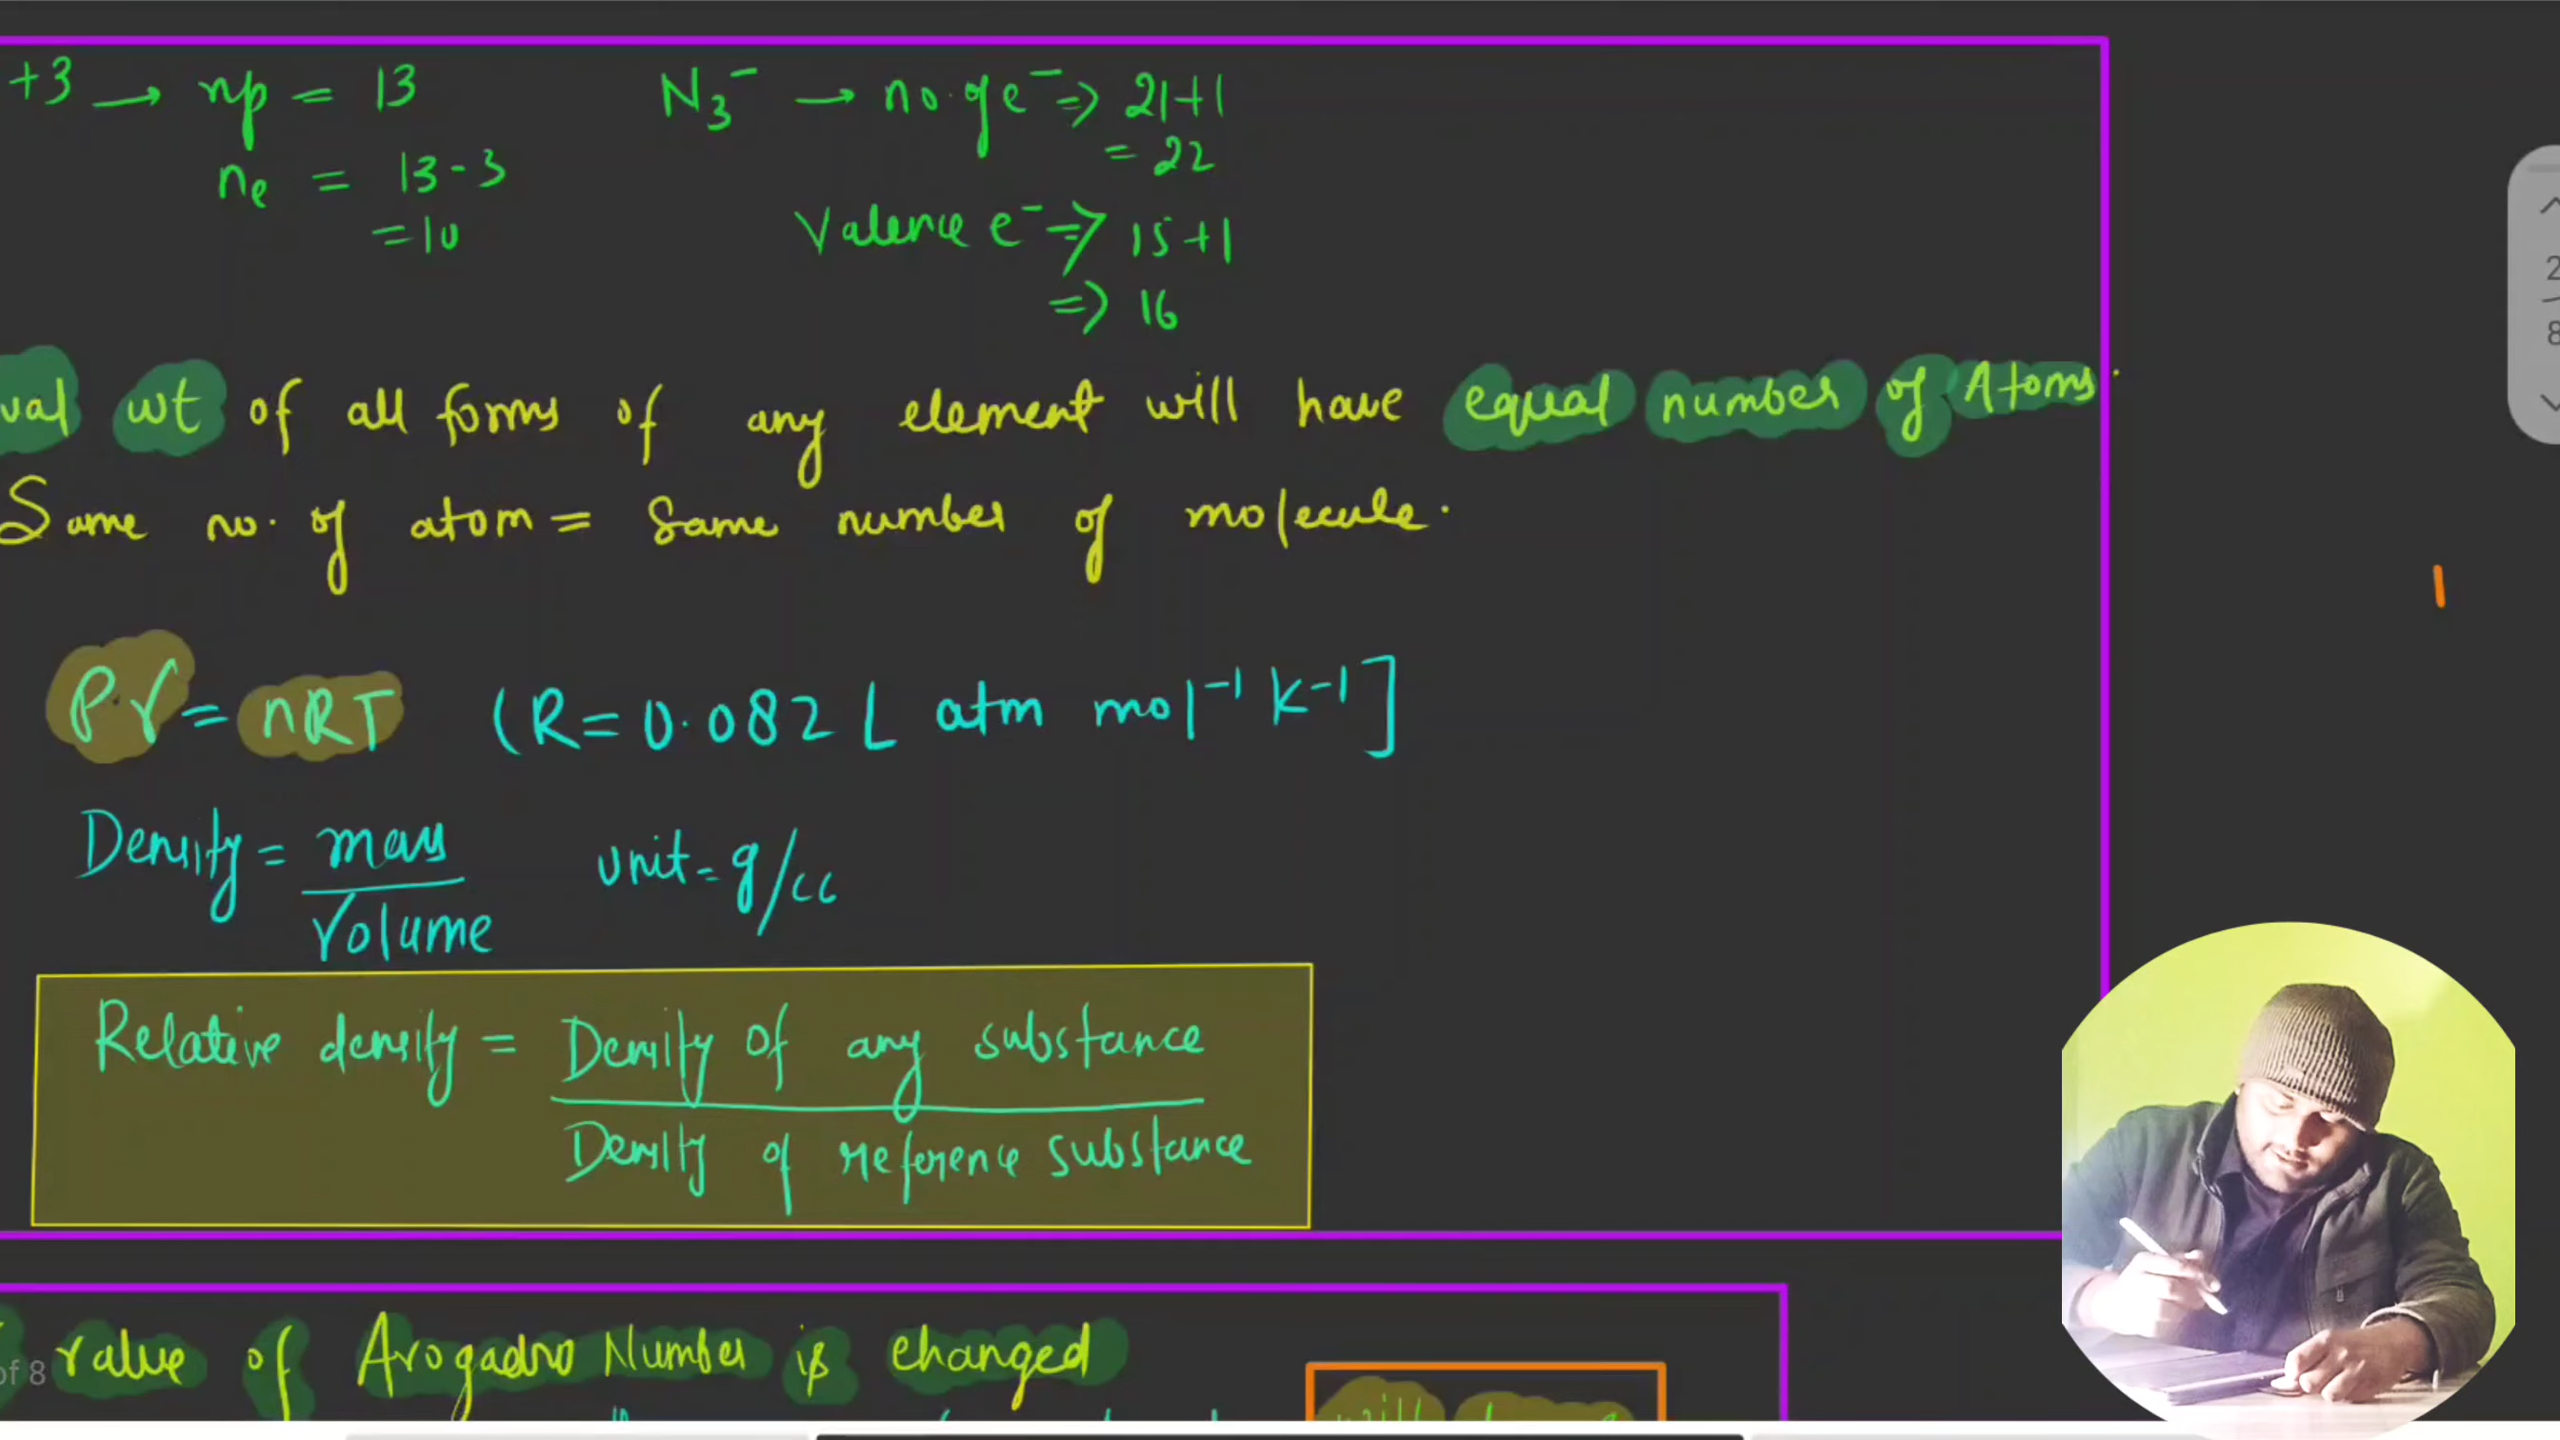 +3 → np = 13
ne = 13-3
=10
N₃⁻ → no. of e⁻ ⇒ 21+1
= 22
Valence e⁻ ⇒ 15+1
⇒ 16
wt of all forms of any element will have equal number of Atoms.
Same no. of atom = Same number of molecule.
PV = nRT (R = 0.082 L atm mol⁻¹ K⁻¹]
Density = mass
Volume
unit = g/cc
Relative density = Density of any substance
Density of reference substance
value of Avogadro Number is changed
of 8
2
8